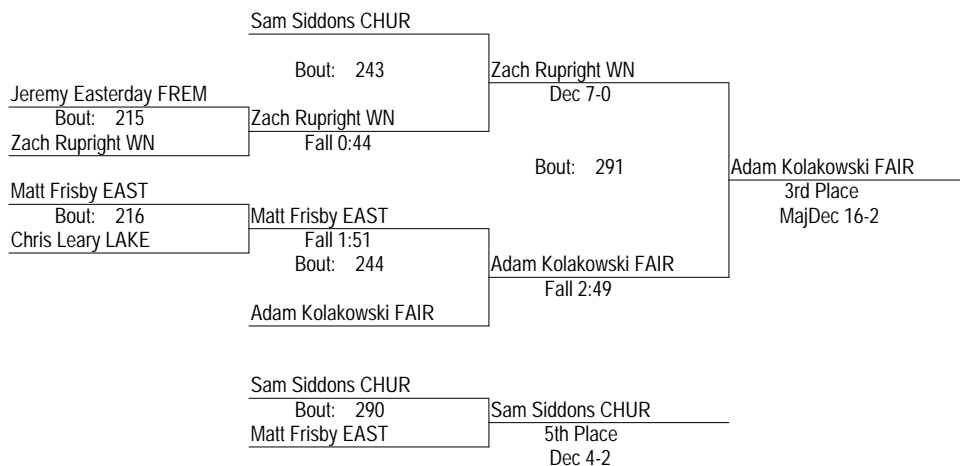 Sam Siddons CHUR
Bout: 243
Zach Rupright WN
Dec 7-0
Jeremy Easterday FREM
Bout: 215
Zach Rupright WN
Zach Rupright WN
Fall 0:44
Bout: 291
Adam Kolakowski FAIR
3rd Place
MajDec 16-2
Matt Frisby EAST
Bout: 216
Chris Leary LAKE
Matt Frisby EAST
Fall 1:51
Bout: 244
Adam Kolakowski FAIR
Fall 2:49
Adam Kolakowski FAIR
Sam Siddons CHUR
Bout: 290
Matt Frisby EAST
Sam Siddons CHUR
5th Place
Dec 4-2